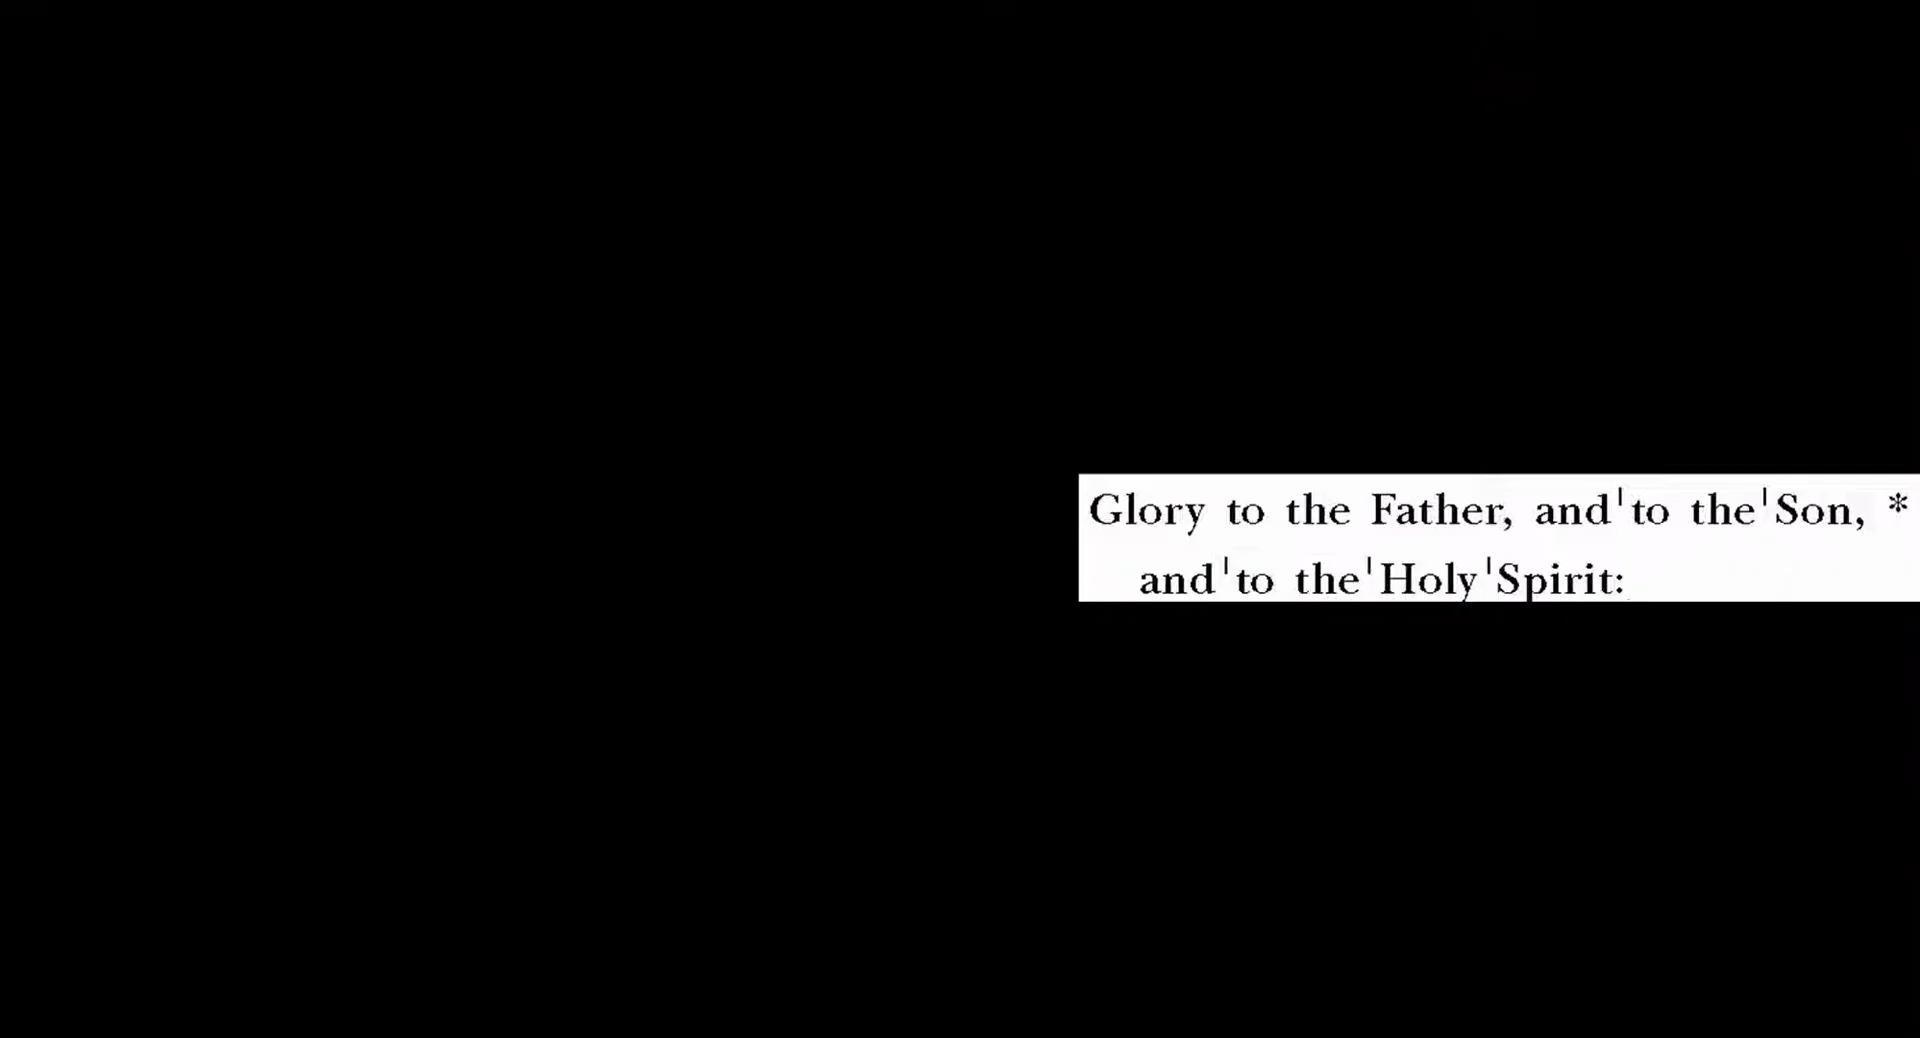 Glory to the Father, and'to the'Son, *
and'to the'Holy'Spirit: